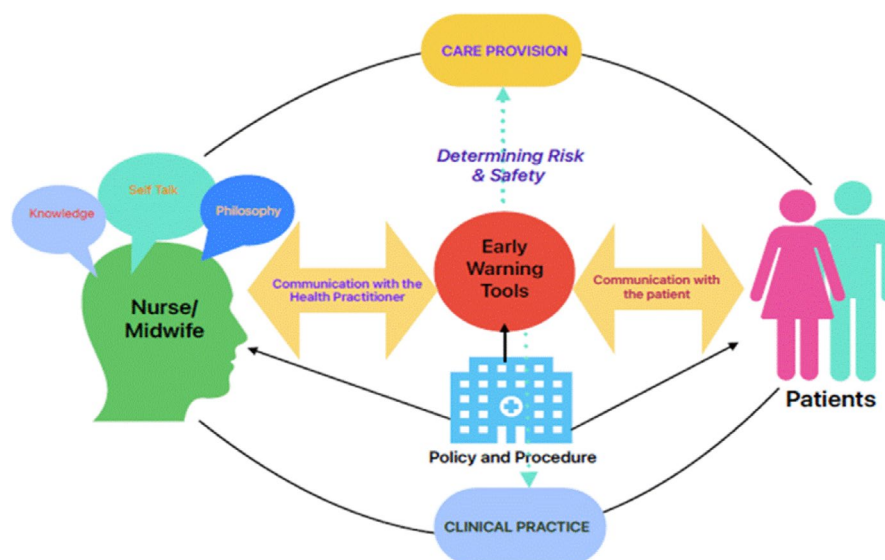 CARE PROVISION
Determining Risk
& Safety
Self Talk
Knowledge
Philosophy
Nurse/
Midwife
Communication with the
Health Practitioner
Early
Warning
Tools
Communication with
the patient
Patients
Policy and Procedure
CLINICAL PRACTICE